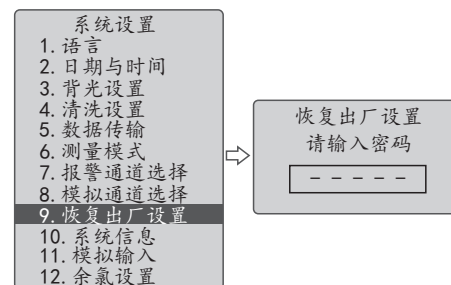 系统设置
1. 语言
2. 日期与时间
3. 背光设置
4. 清洗设置
5. 数据传输
6. 测量模式
7. 报警通道选择
8. 模拟通道选择
9. 恢复出厂设置
10. 系统信息
11. 模拟输入
12. 余氯设置
恢复出厂设置
请输入密码
- - - - -